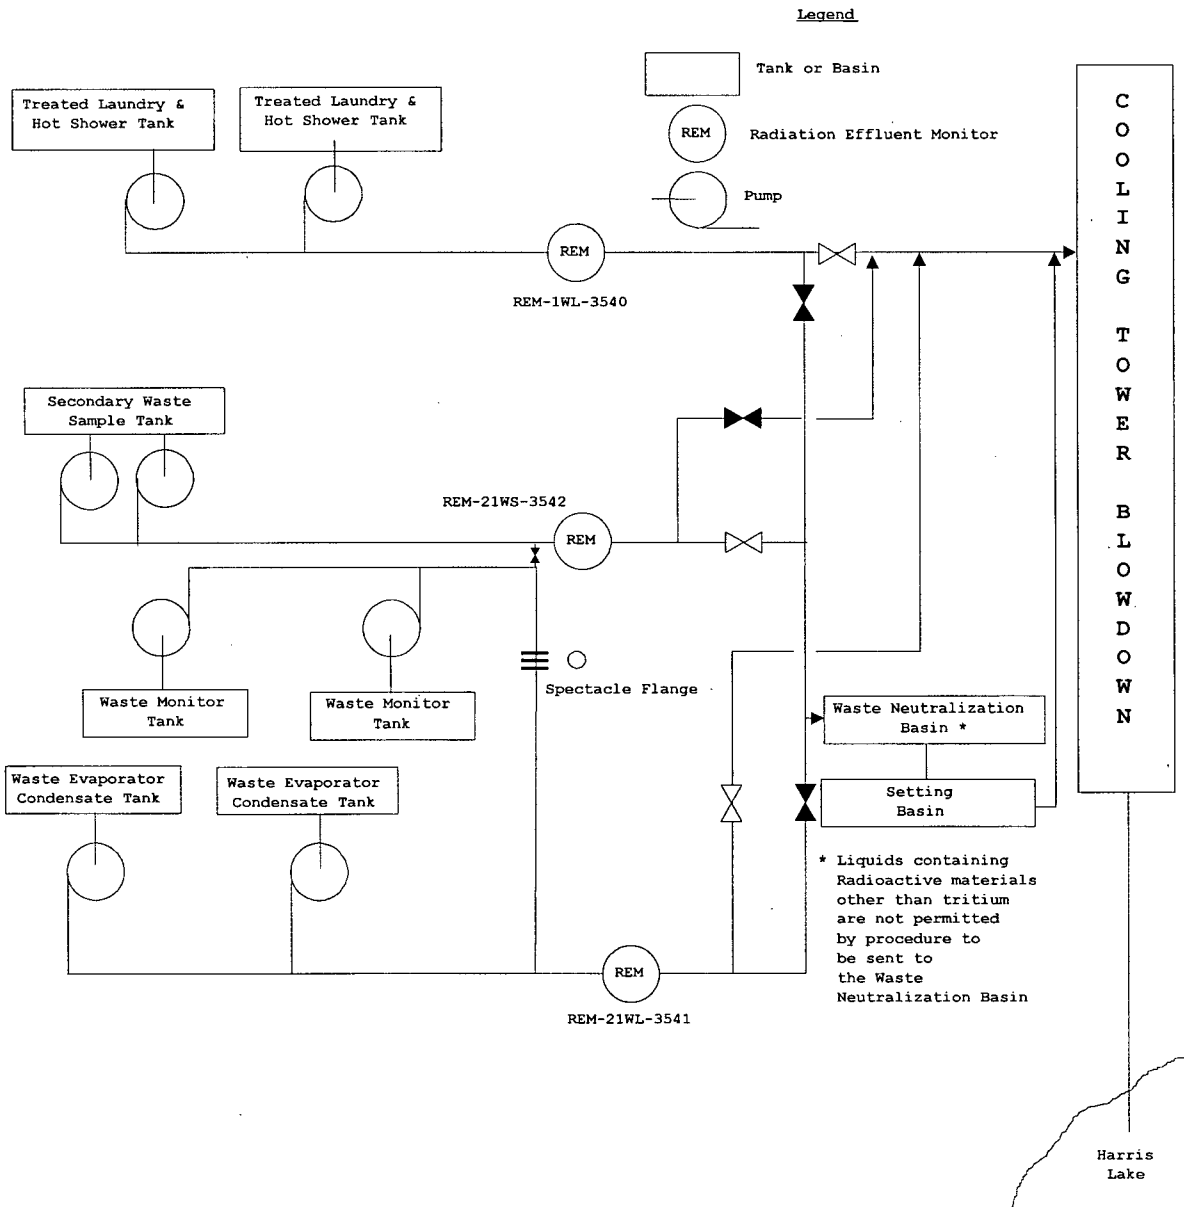 Legend
Tank or Basin
REM
Radiation Effluent Monitor
Pump
Treated Laundry &
Hot Shower Tank
Treated Laundry &
Hot Shower Tank
REM
REM-1WL-3540
Secondary Waste
Sample Tank
REM-21WS-3542
REM
Waste Monitor
Tank
Waste Monitor
Tank
Spectacle Flange
Waste Evaporator
Condensate Tank
Waste Evaporator
Condensate Tank
REM
REM-21WL-3541
Waste Neutralization
Basin *
Setting
Basin
* Liquids containing
Radioactive materials
other than tritium
are not permitted
by procedure to
be sent to
the Waste
Neutralization Basin
COOLING TOWER BLOWDOWN
Harris
Lake